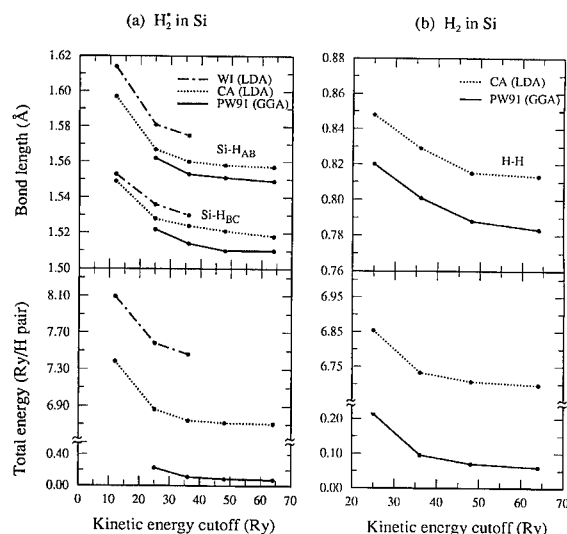 (a) H₂* in Si
(b) H₂ in Si
Bond length (Å)
1.62
1.60
1.58
1.56
1.54
1.52
1.50
WI (LDA)
CA (LDA)
PW91 (GGA)
Si-H_AB
Si-H_BC
0.88
0.86
0.84
0.82
0.80
0.78
0.76
CA (LDA)
PW91 (GGA)
H-H
Total energy (Ry/H pair)
8.10
7.70
7.30
6.90
0.40
0.00
6.95
6.85
6.75
0.20
0.10
0.00
0 10 20 30 40 50 60 70
20 30 40 50 60 70
Kinetic energy cutoff (Ry)
Kinetic energy cutoff (Ry)